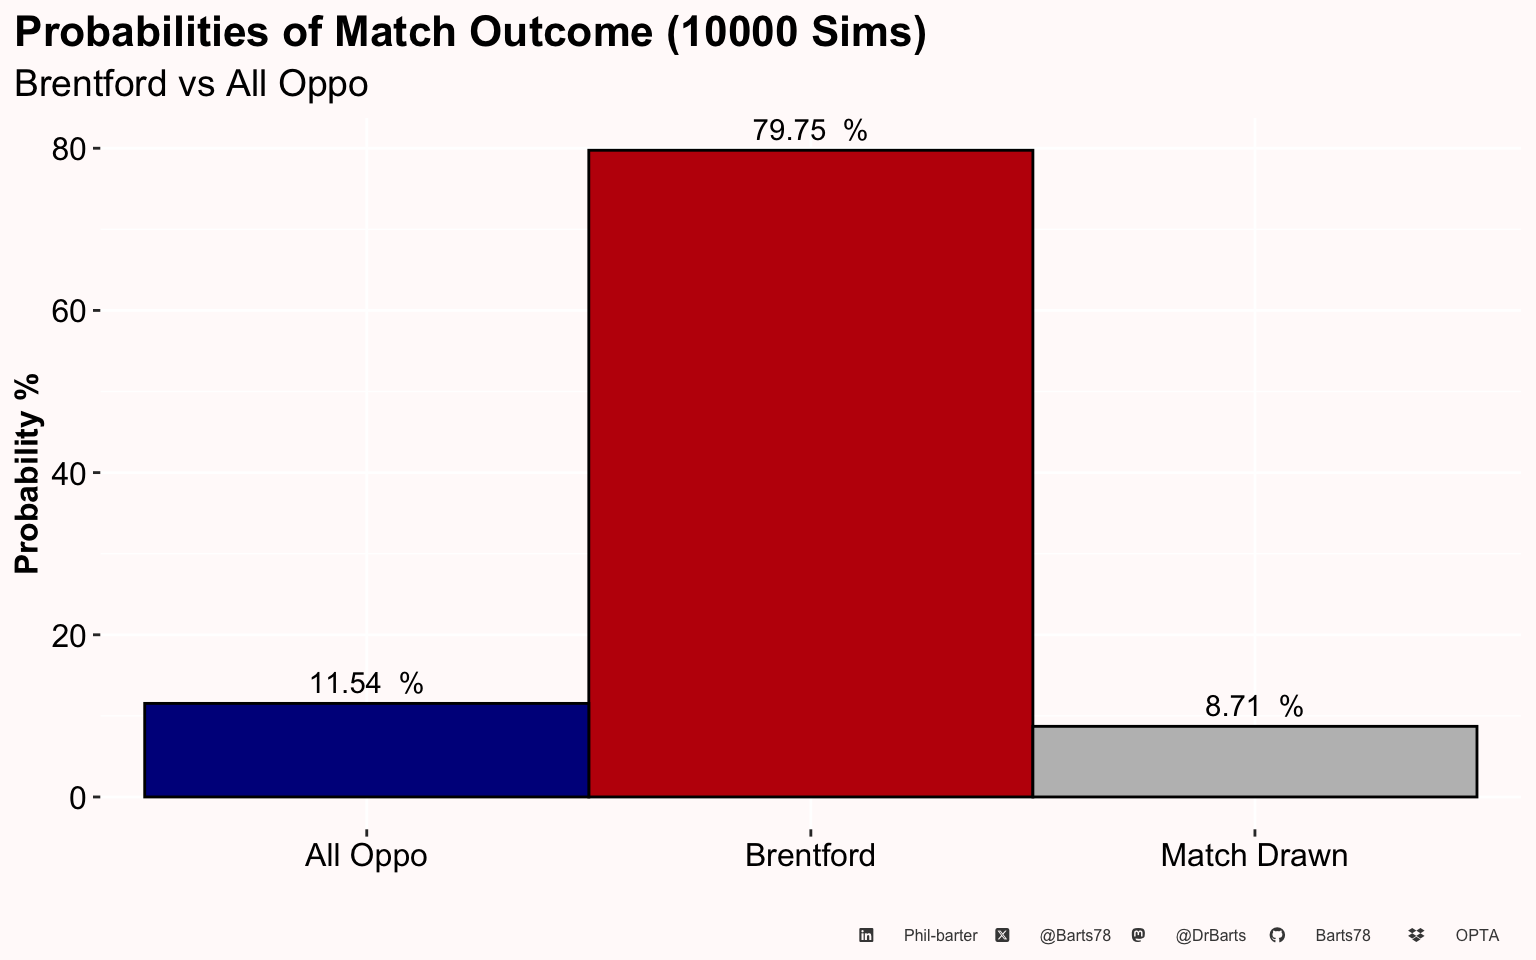 Probabilities of Match Outcome (10000 Sims)
Brentford vs All Oppo
Probability %
80
60
40
20
0
79.75 %
11.54 %
8.71 %
All Oppo
Brentford
Match Drawn
Phil-barter @Barts78 @DrBarts Barts78 OPTA